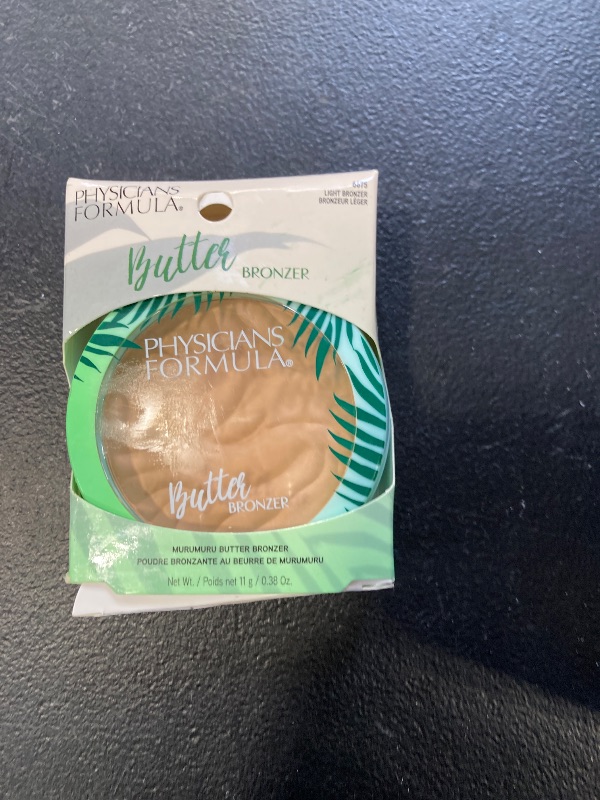 PHYSICIANS
FORMULA®
LIGHT BRONZER
BRONZEUR LÉGER
Butter BRONZER
PHYSICIANS
FORMULA®
Butter
BRONZER
MURUMURU BUTTER BRONZER
POUDRE BRONZANTE AU BEURRE DE MURUMURU
Net Wt. / Poids net 11 g / 0.38 Oz.